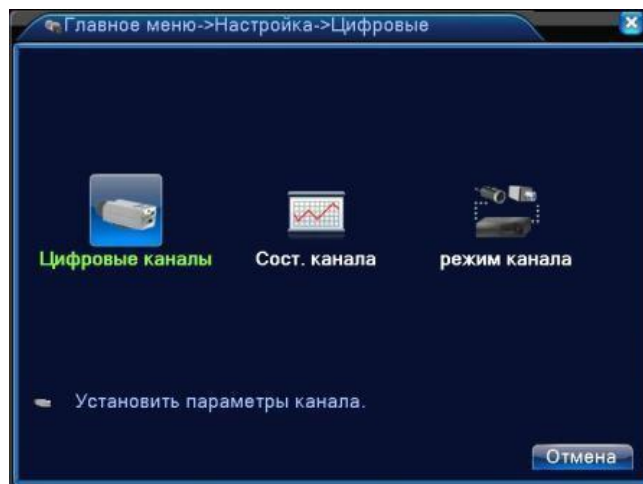 Главное меню->Настройка->Цифровые
Цифровые каналы
Сост. канала
режим канала
Установить параметры канала.
Отмена